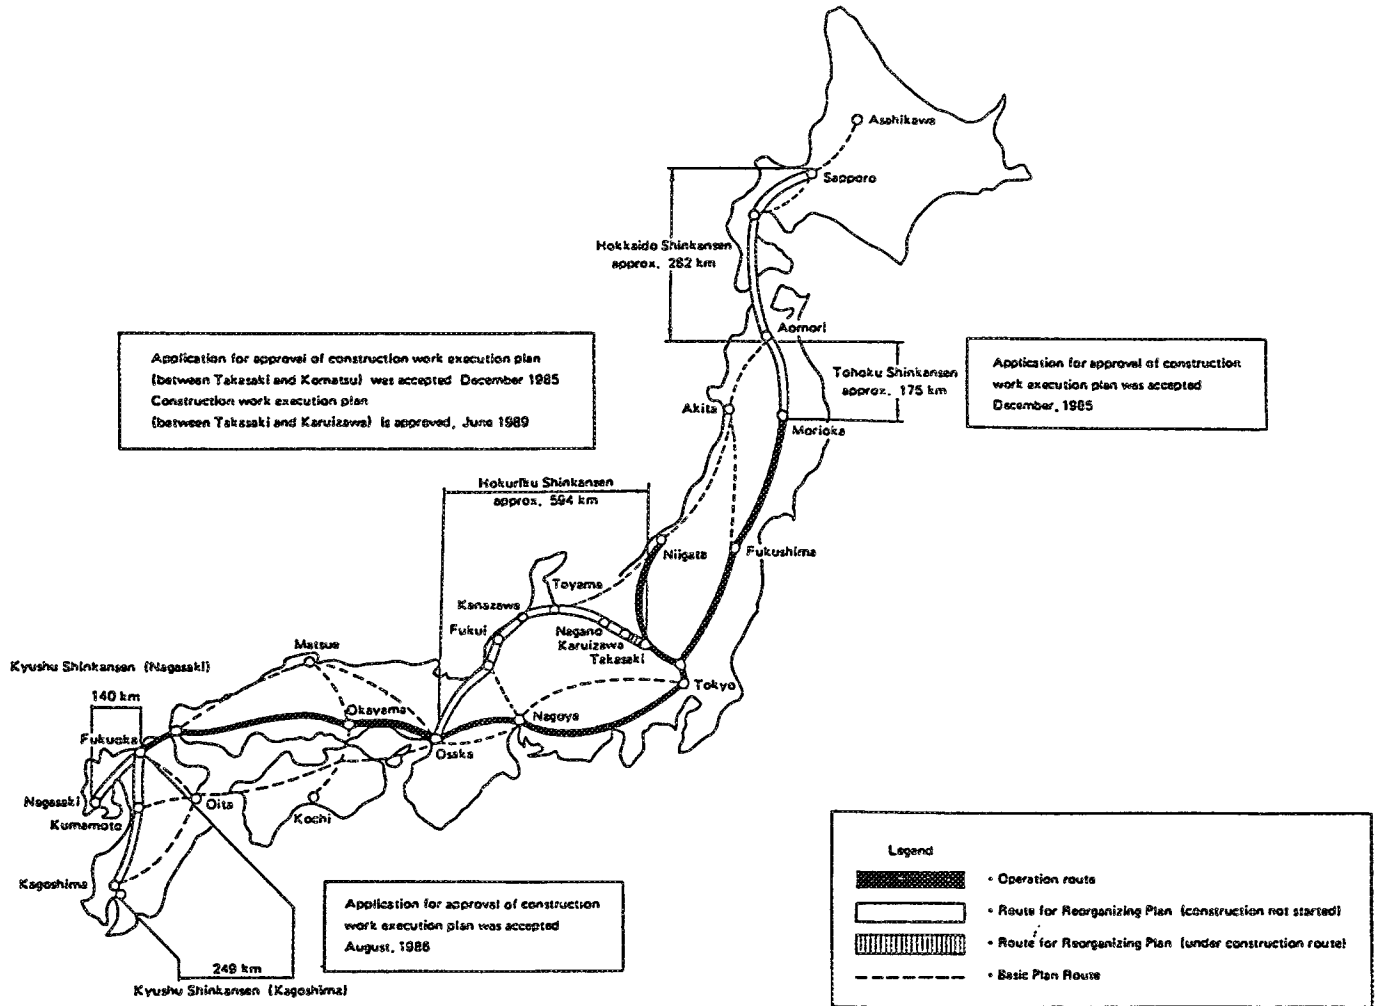 Asahikawa
Sapporo
Hokkaido Shinkansen
approx. 282 km
Aomori
Application for approval of construction work execution plan
(between Takasaki and Komatsu) was accepted December 1985
Construction work execution plan
(between Takasaki and Karuizawa) is approved, June 1989
Tohoku Shinkansen
approx. 175 km
Application for approval of construction
work execution plan was accepted
December, 1985
Akita
Morioka
Hokuriku Shinkansen
approx. 594 km
Niigata
Fukushima
Toyama
Kanazawa
Fukui
Nagano
Karuizawa
Takasaki
Matsue
Kyushu Shinkansen (Nagasaki)
Tokyo
140 km
Okayama
Nagoya
Fukuoka
Osaka
Nagasaki
Oita
Kumamoto
Kochi
Kagoshima
Application for approval of construction
work execution plan was accepted
August, 1986
249 km
Kyushu Shinkansen (Kagoshima)
Legend
• Operation route
• Route for Reorganizing Plan (construction not started)
• Route for Reorganizing Plan (under construction route)
• Basic Plan Route